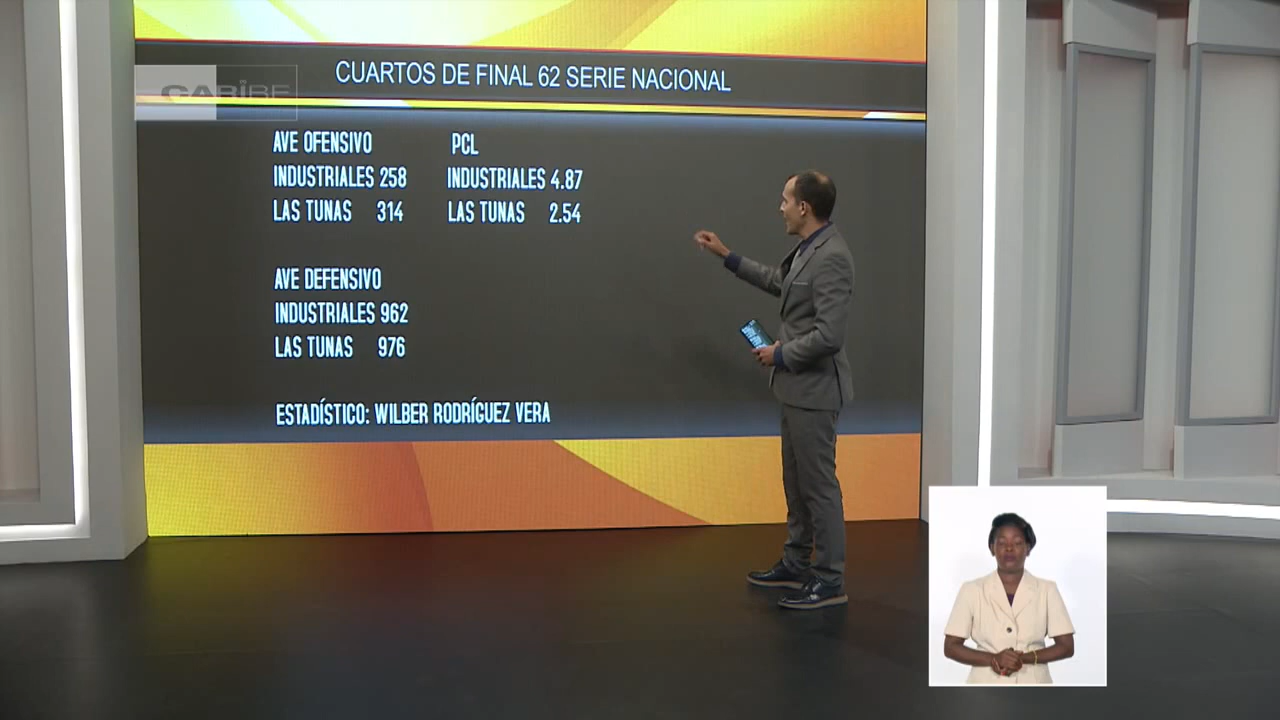 CUARTOS DE FINAL 62 SERIE NACIONAL
CARIBE
AVE OFENSIVO PCL
INDUSTRIALES 258 INDUSTRIALES 4.87
LAS TUNAS 314 LAS TUNAS 2.54
AVE DEFENSIVO
INDUSTRIALES 962
LAS TUNAS 976
ESTADÍSTICO: WILBER RODRÍGUEZ VERA